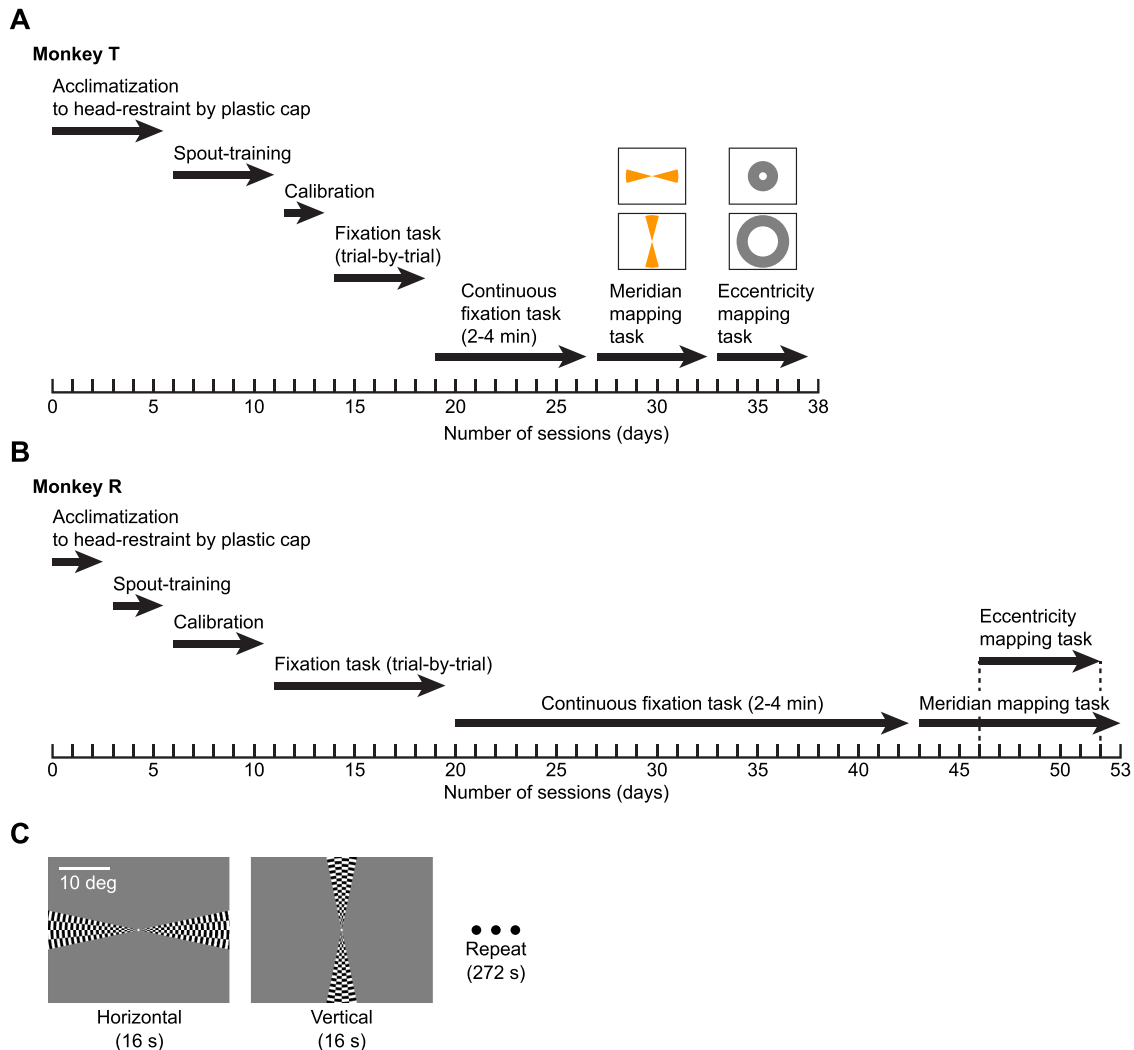 A
Monkey T
Acclimatization
to head-restraint by plastic cap
Spout-training
Calibration
Fixation task
(trial-by-trial)
Continuous
fixation task
(2-4 min)
Meridian
mapping
task
Eccentricity
mapping
task
0 5 10 15 20 25 30 35 38
Number of sessions (days)
B
Monkey R
Acclimatization
to head-restraint by plastic cap
Spout-training
Calibration
Fixation task (trial-by-trial)
Eccentricity
mapping task
Continuous fixation task (2-4 min)
Meridian mapping task
0 5 10 15 20 25 30 35 40 45 50 53
Number of sessions (days)
C
10 deg
Horizontal
(16 s)
Vertical
(16 s)
Repeat
(272 s)